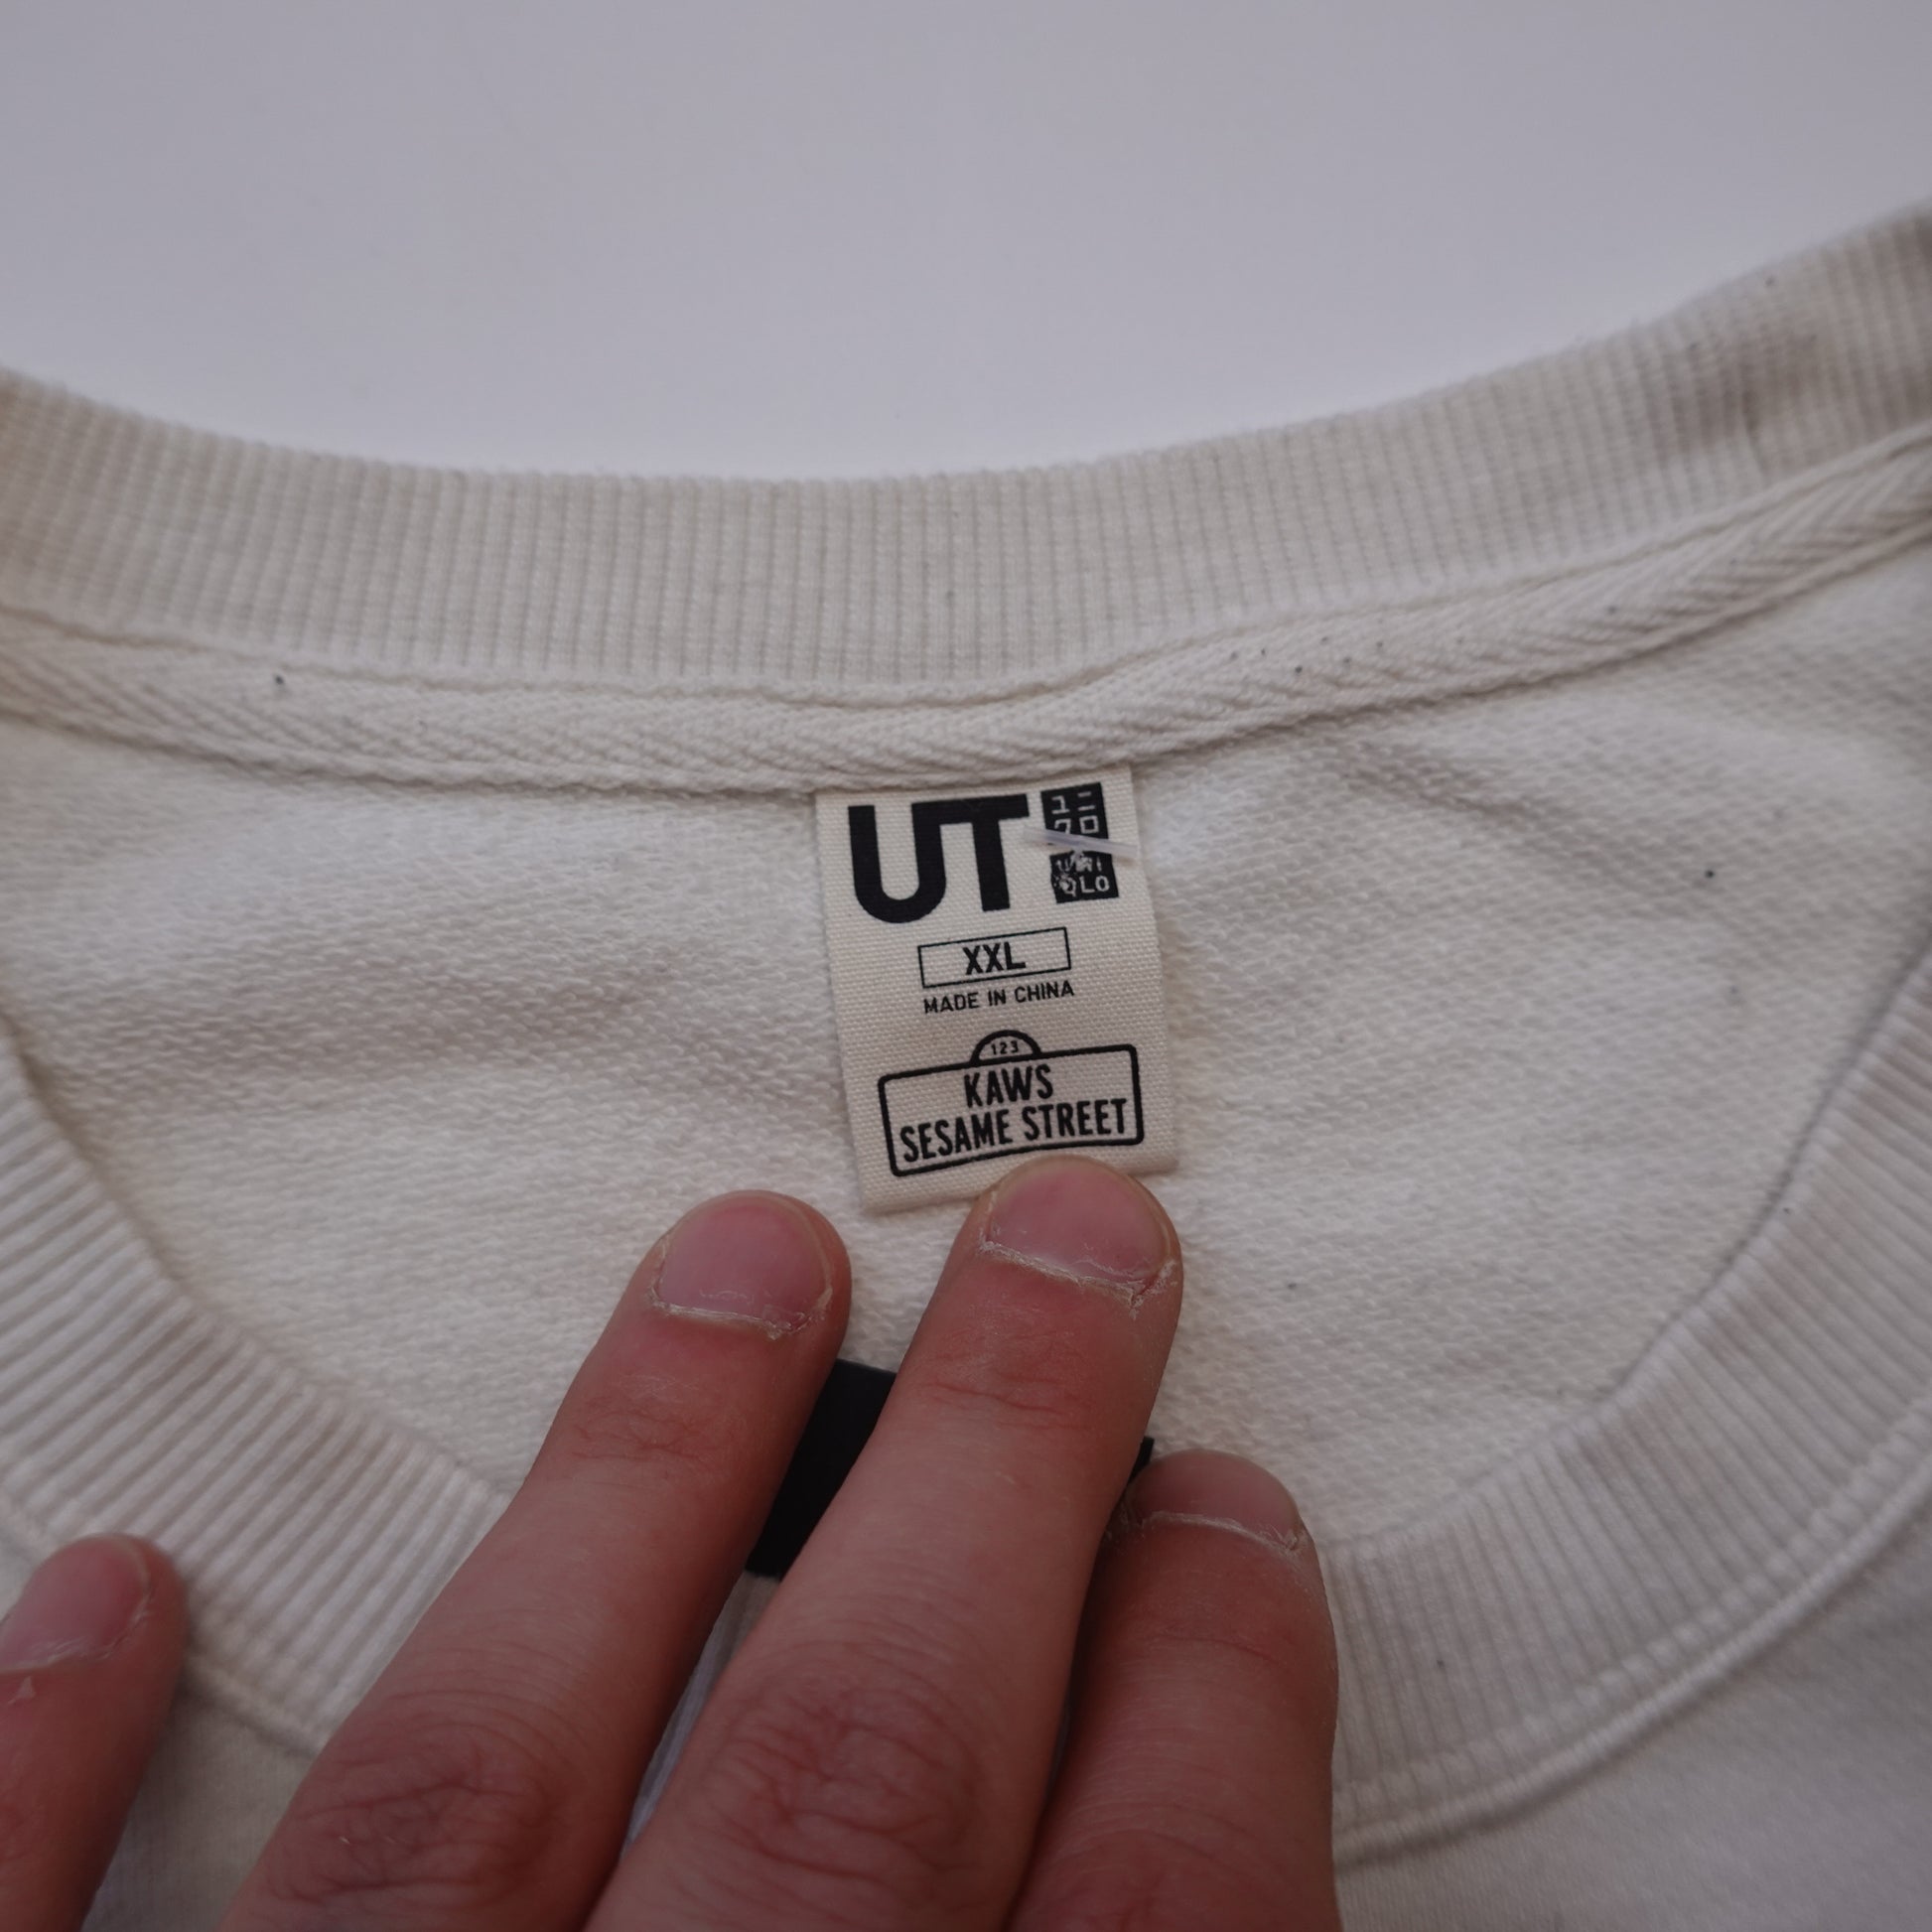 UT
ユニ
クロ
UNI
QLO
XXL
MADE IN CHINA
123
KAWS
SESAME STREET